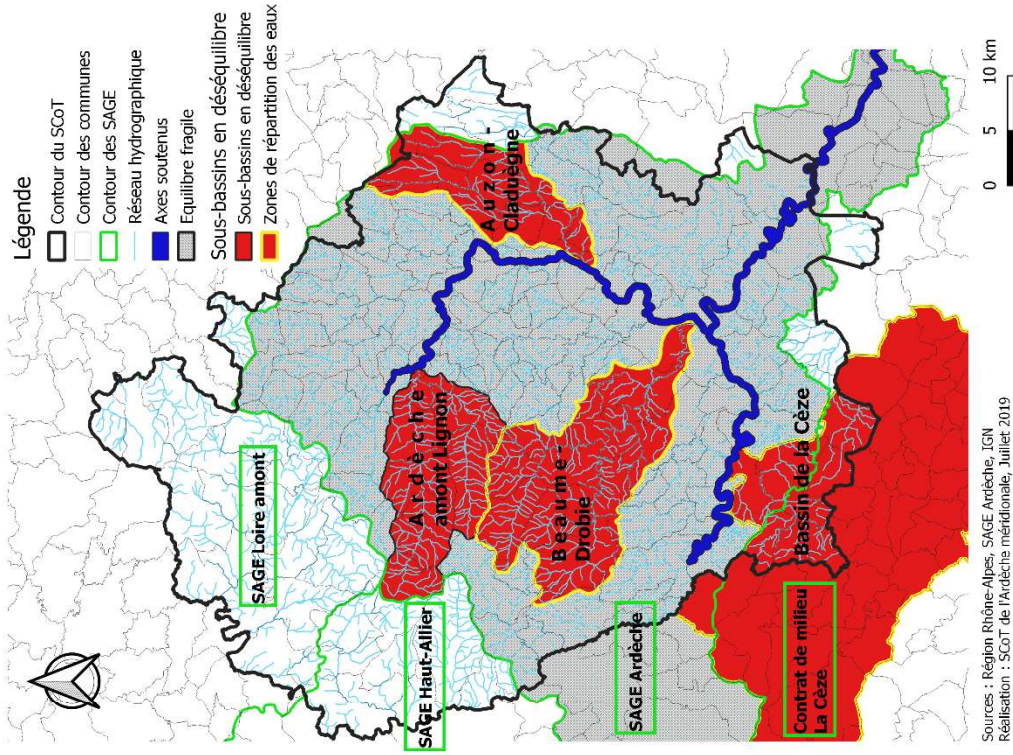 Légende
Contour du SCoT
Contour des communes
Contour des SAGE
Réseau hydrographique
Axes soutenus
Equilibre fragile
Sous-bassins en déséquilibre
Sous-bassins en déséquilibre
Zones de répartition des eaux
SAGE Loire amont
SAGE Haut-Allier
Ardèche
amont Lignon
Auzon-
Claduègne
Beaume-
Drobie
SAGE Ardèche
Bassin de la Cèze
Contrat de milieu
La Cèze
0 5 10 km
Sources : Région Rhône-Alpes, SAGE Ardèche, IGN
Réalisation : SCoT de l'Ardèche méridionale, Juillet 2019